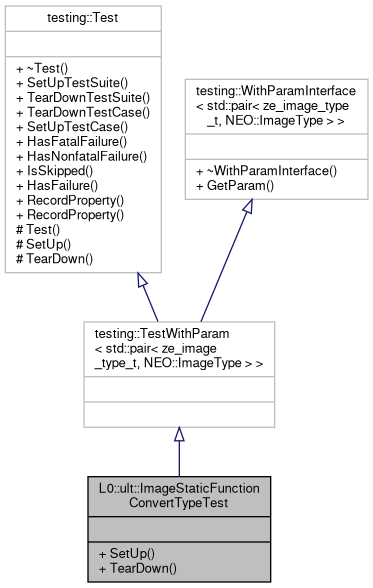 testing::Test
+ ~Test()
+ SetUpTestSuite()
+ TearDownTestSuite()
+ TearDownTestCase()
+ SetUpTestCase()
+ HasFatalFailure()
+ HasNonfatalFailure()
+ IsSkipped()
+ HasFailure()
+ RecordProperty()
+ RecordProperty()
# Test()
# SetUp()
# TearDown()
testing::WithParamInterface
< std::pair< ze_image_type
_t, NEO::ImageType > >
+ ~WithParamInterface()
+ GetParam()
testing::TestWithParam
< std::pair< ze_image
_type_t, NEO::ImageType > >
L0::ult::ImageStaticFunction
ConvertTypeTest
+ SetUp()
+ TearDown()